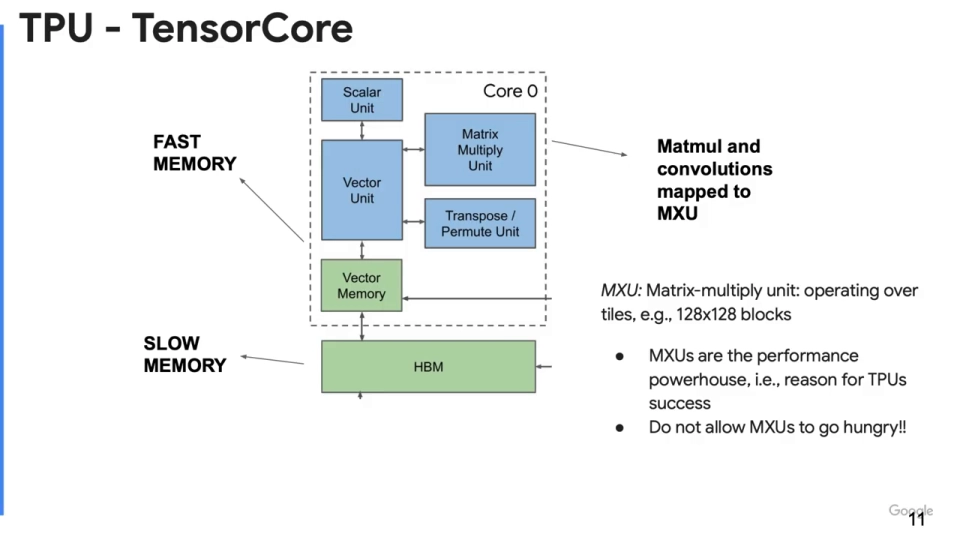 TPU - TensorCore
Scalar
Unit
Core 0
FAST
MEMORY
Matrix
Multiply
Unit
Matmul and
convolutions
mapped to
MXU
Vector
Unit
Transpose /
Permute Unit
Vector
Memory
MXU: Matrix-multiply unit: operating over
tiles, e.g., 128x128 blocks
SLOW
MEMORY
HBM
● MXUs are the performance
powerhouse, i.e., reason for TPUs
success
● Do not allow MXUs to go hungry!!
Google
11